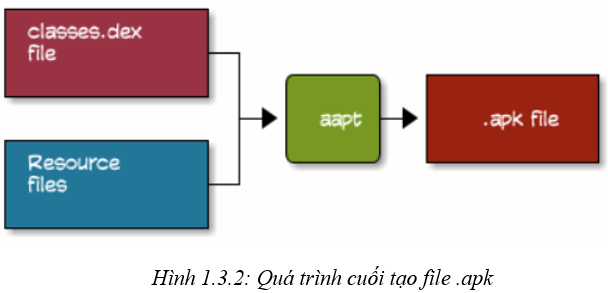 classes.dex
file
Resource
files
aapt
.apk file
Hình 1.3.2: Quá trình cuối tạo file .apk